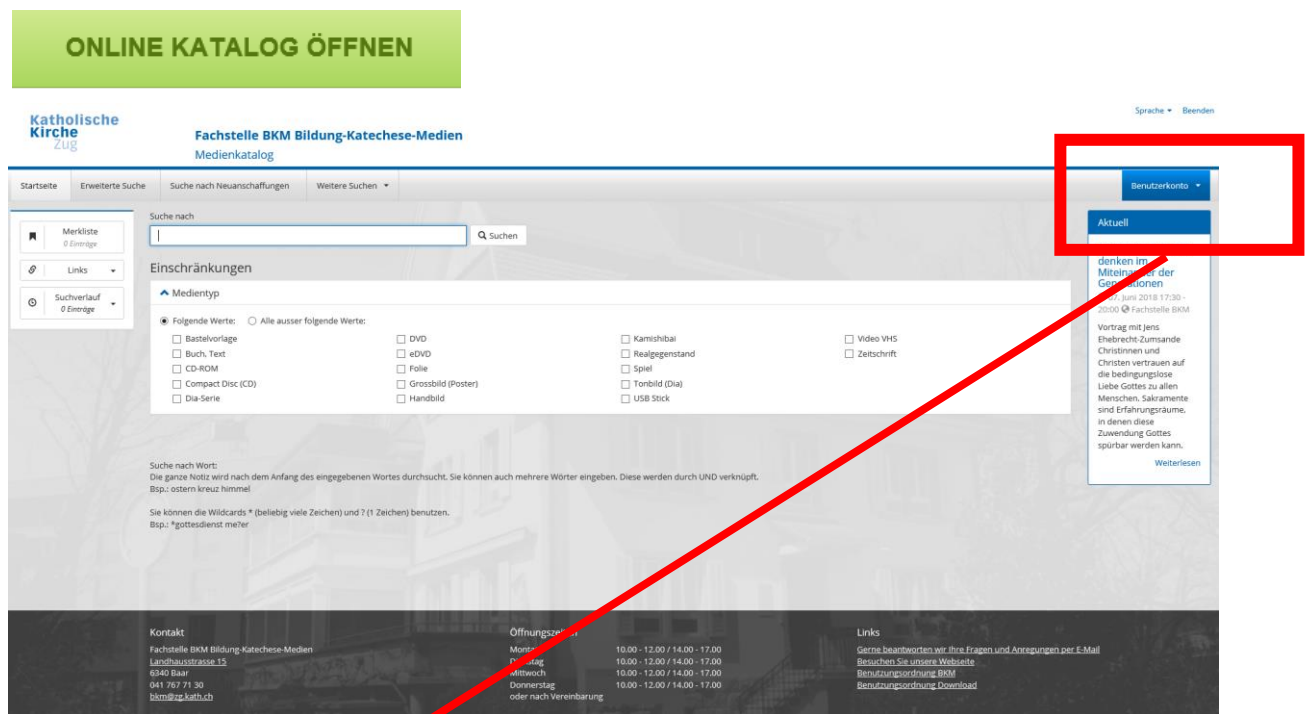 ONLINE KATALOG ÖFFNEN
Sprache Beenden
Katholische
Kirche
Zug
Fachstelle BKM Bildung-Katechese-Medien
Medienkatalog
Startseite Erweiterte Suche Suche nach Neuanschaffungen Weitere Suchen
Benutzerkonto
Merkliste
0 Einträge
Links
Suchverlauf
0 Einträge
Suche nach
Suchen
Einschränkungen
Medientyp
Folgende Werte: Alle ausser folgende Werte:
Bastelvorlage DVD Kamishibai Video VHS
Buch, Text eDVD Realgegenstand Zeitschrift
CD-ROM Folie Spiel
Compact Disc (CD) Grossbild (Poster) Tonbild (Dia)
Dia-Serie Handbild USB Stick
Suche nach Wort:
Die ganze Notiz wird nach dem Anfang des eingegebenen Wortes durchsucht. Sie können auch mehrere Wörter eingeben. Diese werden durch UND verknüpft.
Bsp.: ostern kreuz himmel
Sie können die Wildcards * (beliebig viele Zeichen) und ? (1 Zeichen) benutzen.
Bsp.: *gottesdienst me?er
Aktuell
denken im
Miteinander der
Generationen
07. Juni 2018 17:30 -
20:00 Fachstelle BKM
Vortrag mit Jens
Ehebrecht-Zumsande
Christinnen und
Christen vertrauen auf
die bedingungslose
Liebe Gottes zu allen
Menschen. Sakramente
sind Erfahrungsräume,
in denen diese
Zuwendung Gottes
spürbar werden kann.
Weiterlesen
Kontakt
Fachstelle BKM Bildung-Katechese-Medien
Landhausstrasse 15
6340 Baar
041 767 71 30
bkm@zg.kath.ch
Öffnungszeiten
Montag 10.00 - 12.00 / 14.00 - 17.00
Dienstag 10.00 - 12.00 / 14.00 - 17.00
Mittwoch 10.00 - 12.00 / 14.00 - 17.00
Donnerstag 10.00 - 12.00 / 14.00 - 17.00
oder nach Vereinbarung
Links
Gerne beantworten wir Ihre Fragen und Anregungen per E-Mail
Besuchen Sie unsere Webseite
Benutzungsordnung BKM
Benutzungsordnung Download